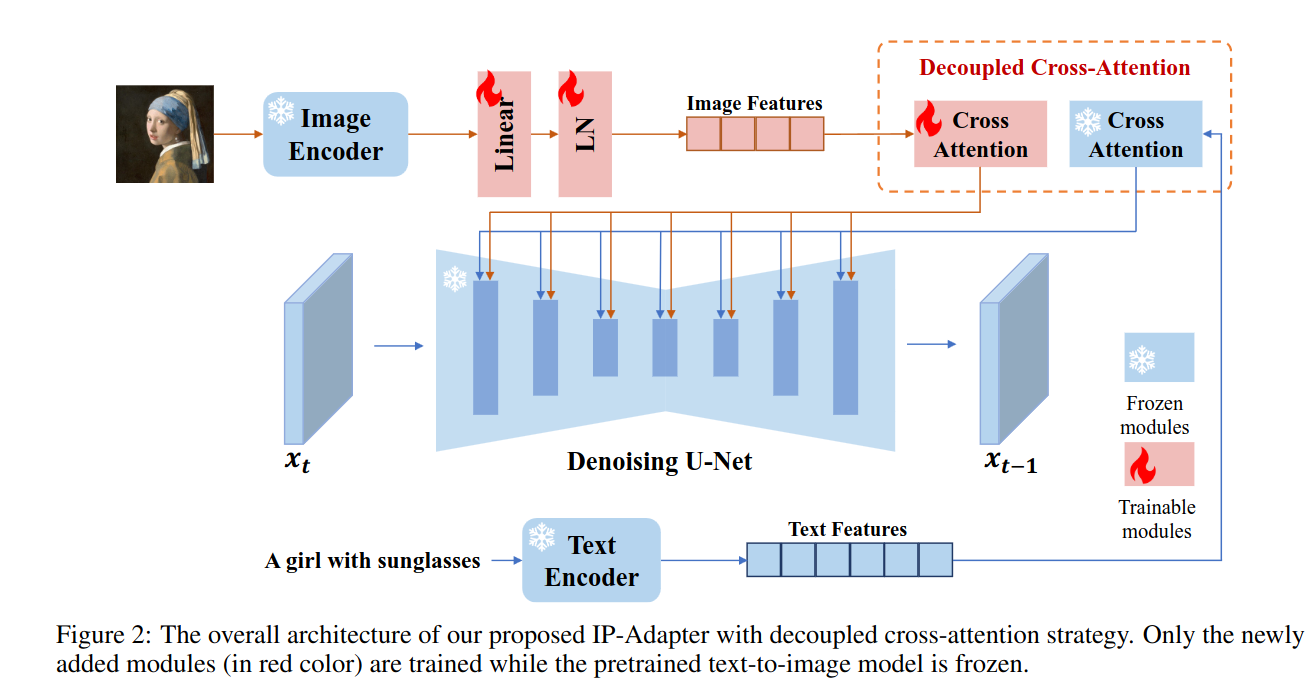 Decoupled Cross-Attention
Image
Encoder
Linear
LN
Image Features
Cross
Attention
Cross
Attention
xₜ
Denoising U-Net
xₜ₋₁
Frozen
modules
Trainable
modules
A girl with sunglasses
Text
Encoder
Text Features
Figure 2: The overall architecture of our proposed IP-Adapter with decoupled cross-attention strategy. Only the newly
added modules (in red color) are trained while the pretrained text-to-image model is frozen.